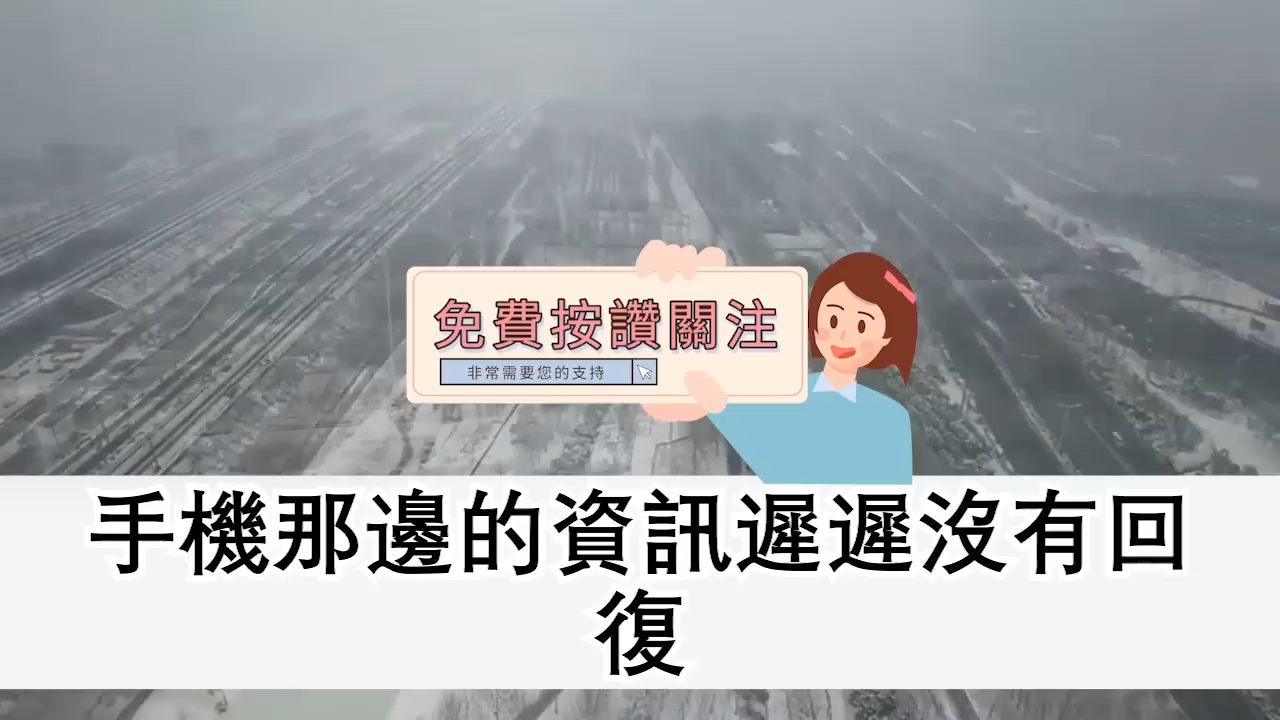 免費按讚關注
非常需要您的支持
手機那邊的資訊遲遲沒有回
復